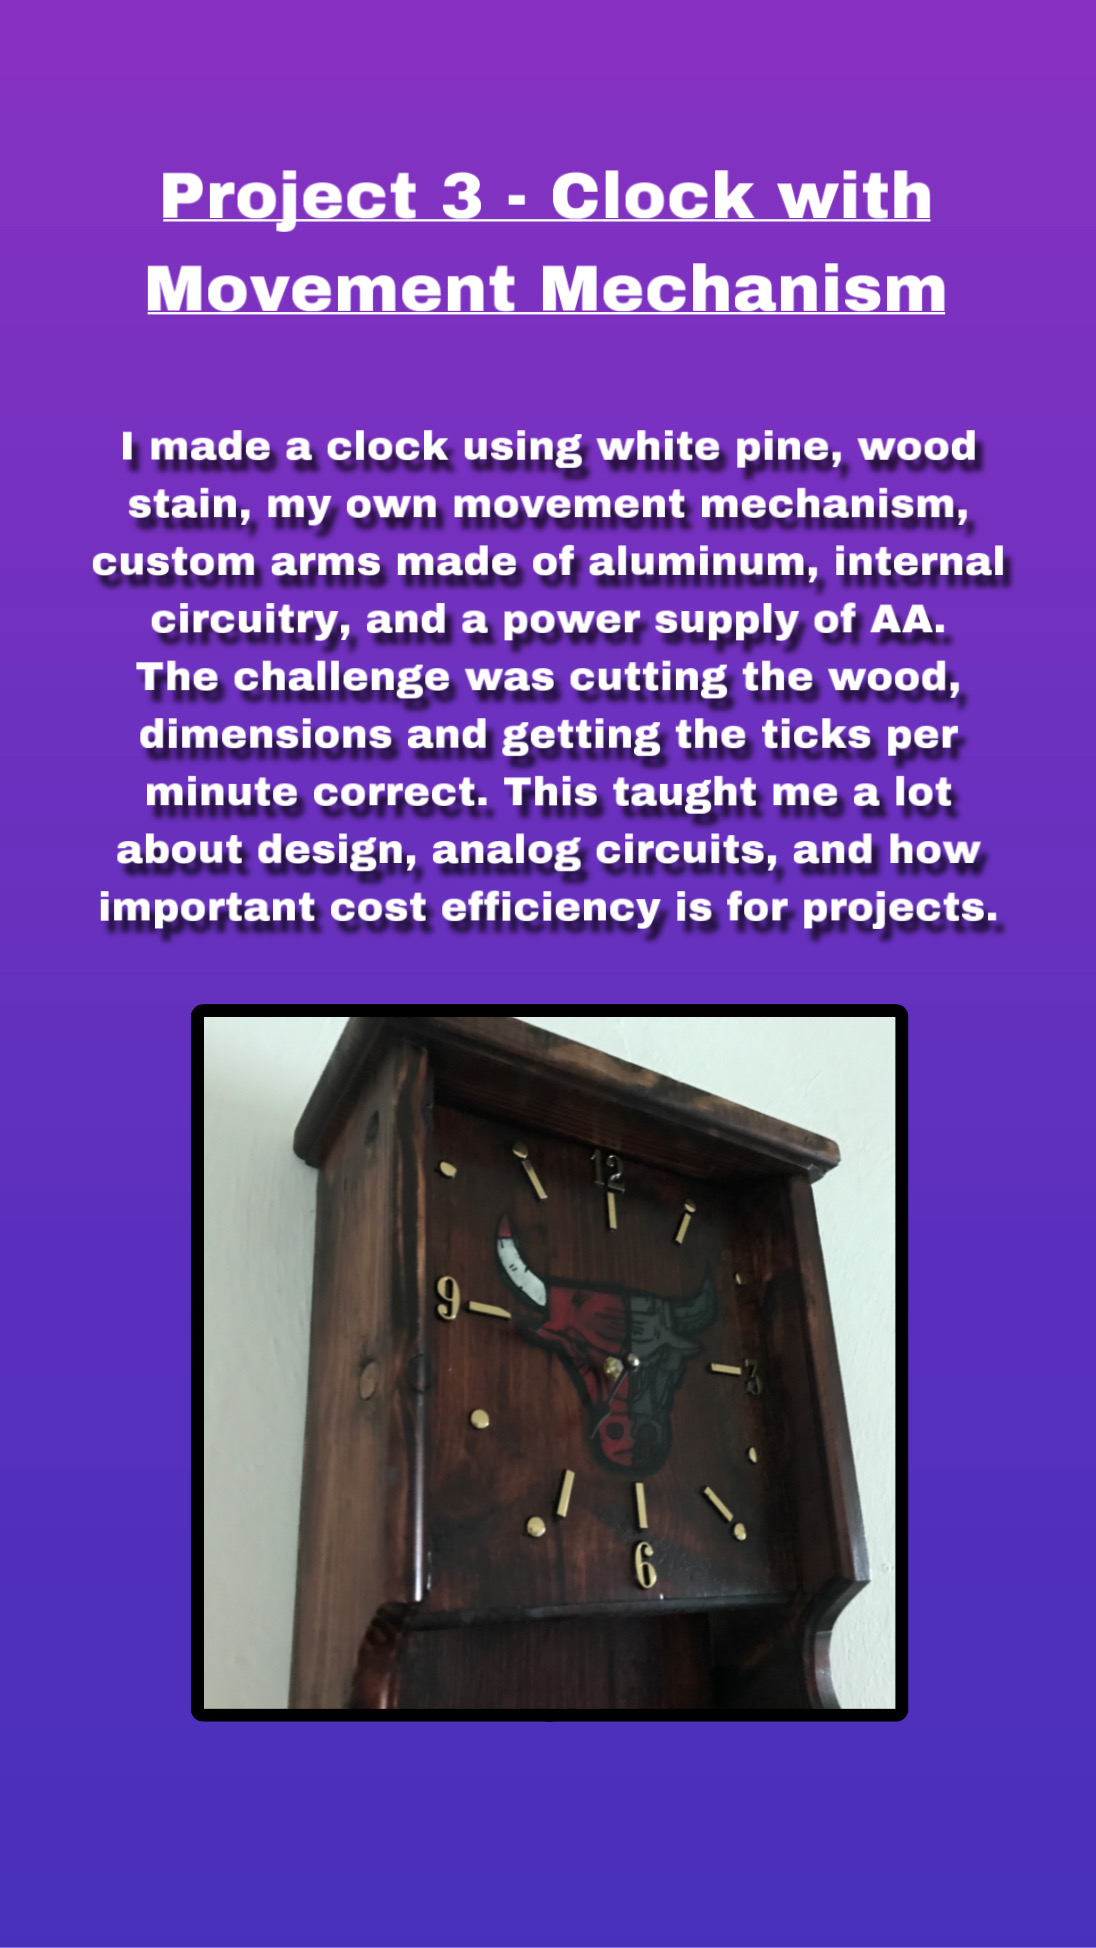 Project 3 - Clock with
Movement Mechanism
I made a clock using white pine, wood
stain, my own movement mechanism,
custom arms made of aluminum, internal
circuitry, and a power supply of AA.
The challenge was cutting the wood,
dimensions and getting the ticks per
minute correct. This taught me a lot
about design, analog circuits, and how
important cost efficiency is for projects.
12
9
3
6